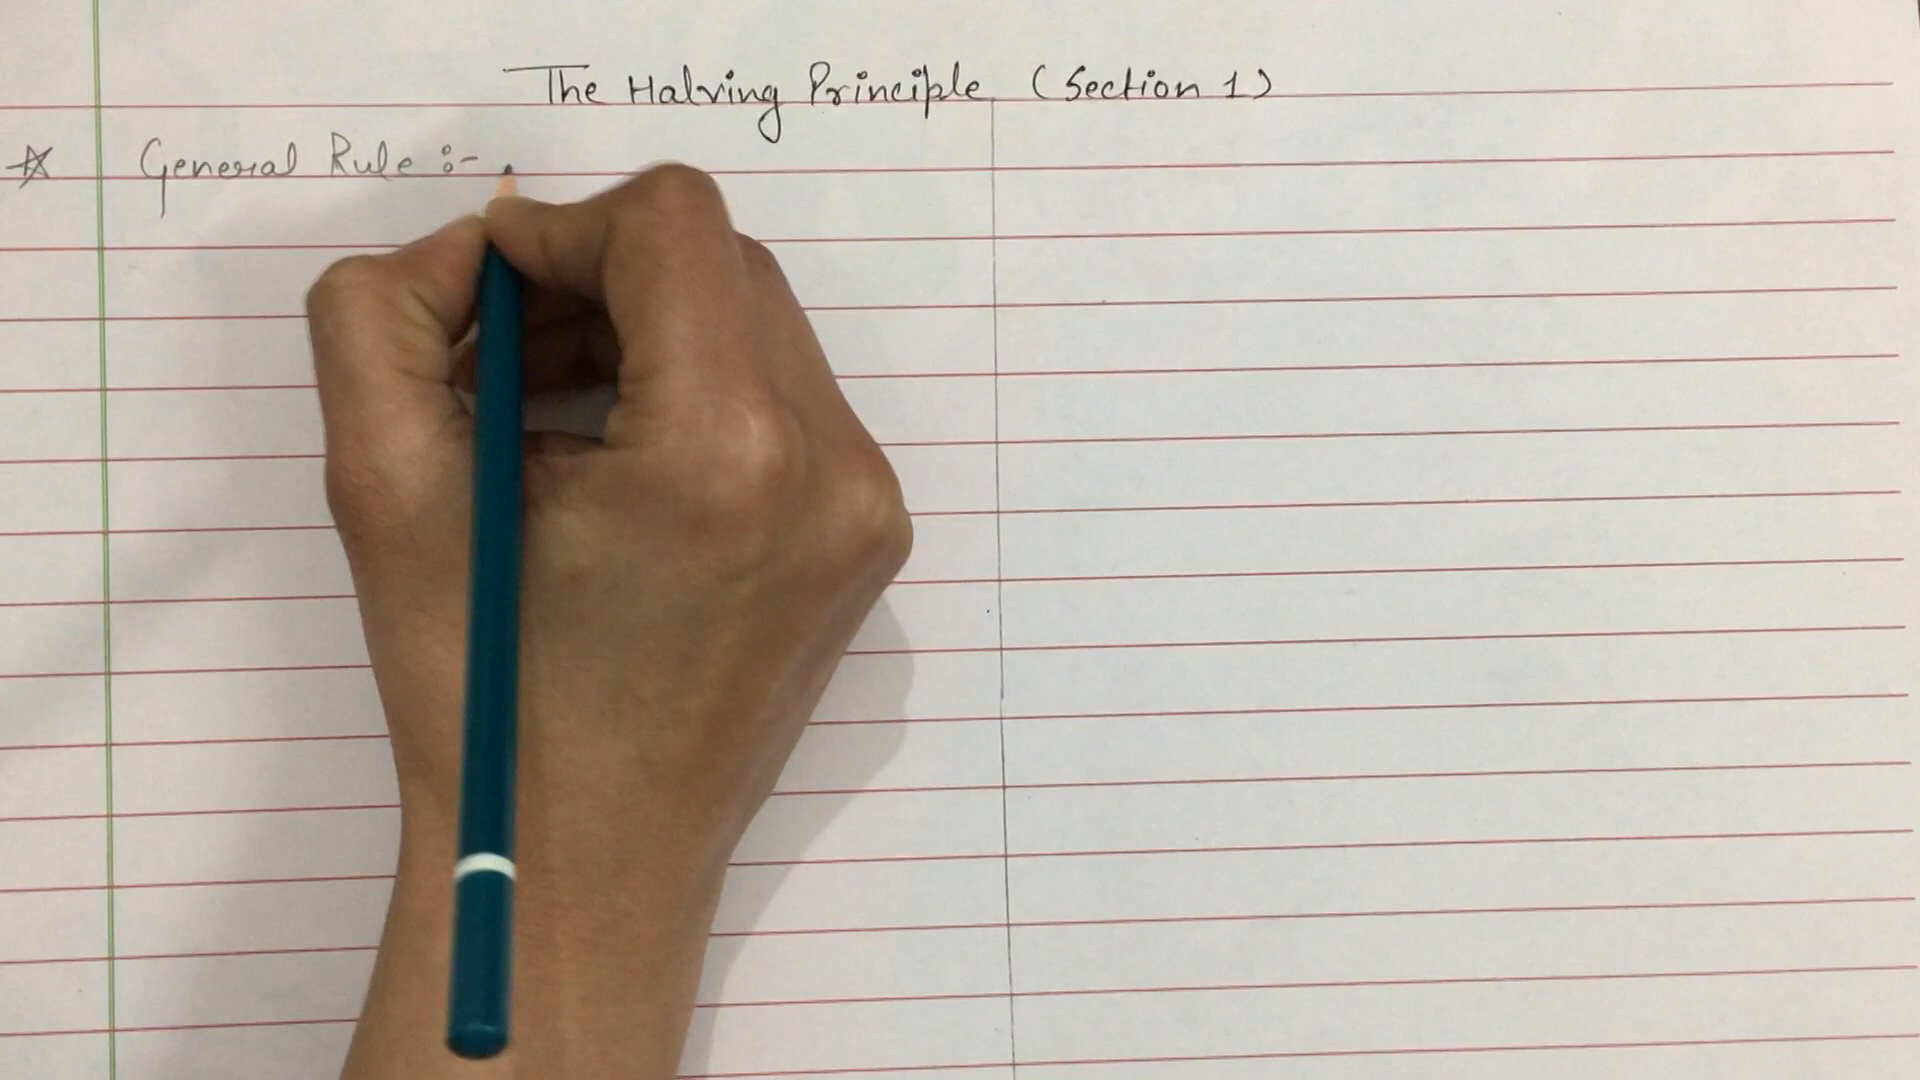 The Halving Principle (Section 1)
☆ General Rule :-